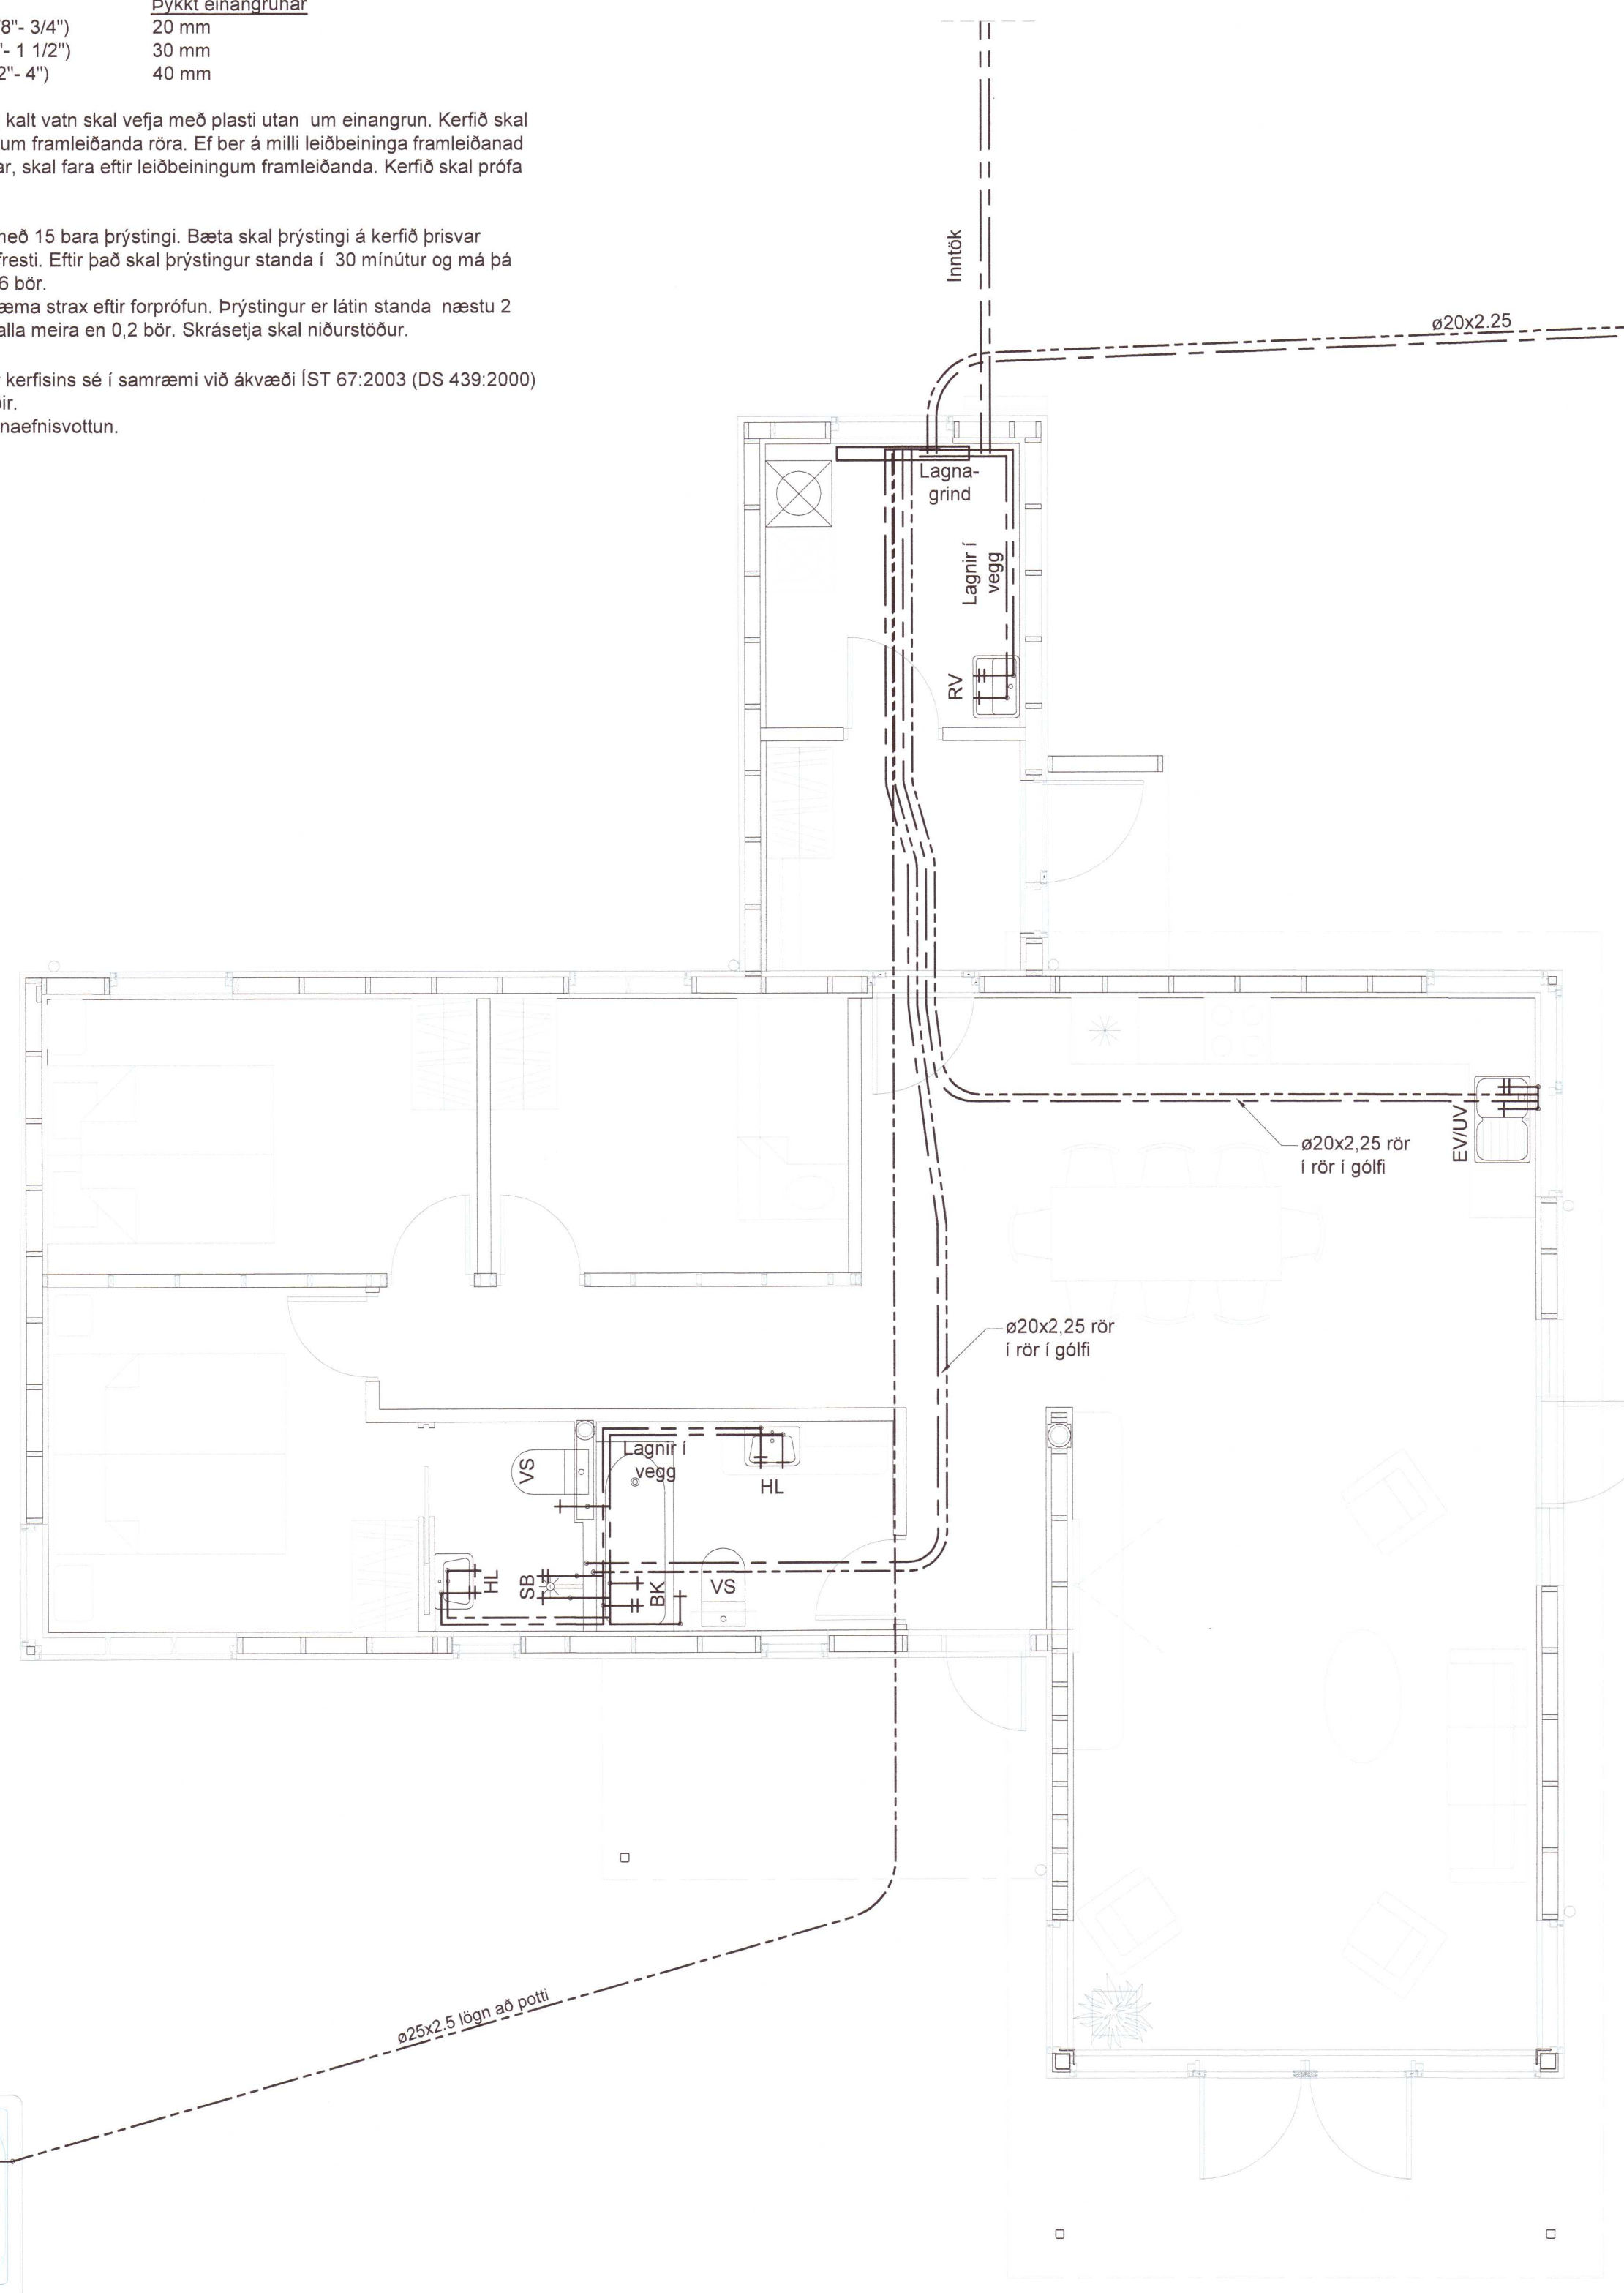 Þykkt einangrunar
/8"- 3/4") 20 mm
"- 1 1/2") 30 mm
2"- 4") 40 mm
kalt vatn skal vefja með plasti utan um einangrun. Kerfið skal
um framleiðanda röra. Ef ber á milli leiðbeininga framleiðanad
ar, skal fara eftir leiðbeiningum framleiðanda. Kerfið skal prófa
með 15 bara þrýstingi. Bæta skal þrýstingi á kerfið þrisvar
fresti. Eftir það skal þrýstingur standa í 30 mínútur og má þá
6 bör.
æma strax eftir forprófun. Þrýstingur er látin standa næstu 2
alla meira en 0,2 bör. Skrásetja skal niðurstöður.
kerfisins sé í samræmi við ákvæði ÍST 67:2003 (DS 439:2000)
ðir.
naefnisvottun.
Inntök
ø20x2.25
Lagna-
grind
Lagnir í
vegg
RV
EV/UV
ø20x2,25 rör
í rör í gólfi
ø20x2,25 rör
í rör í gólfi
VS
Lagnir í
vegg
HL
HL
SB
BK
VS
ø25x2.5 lögn að potti